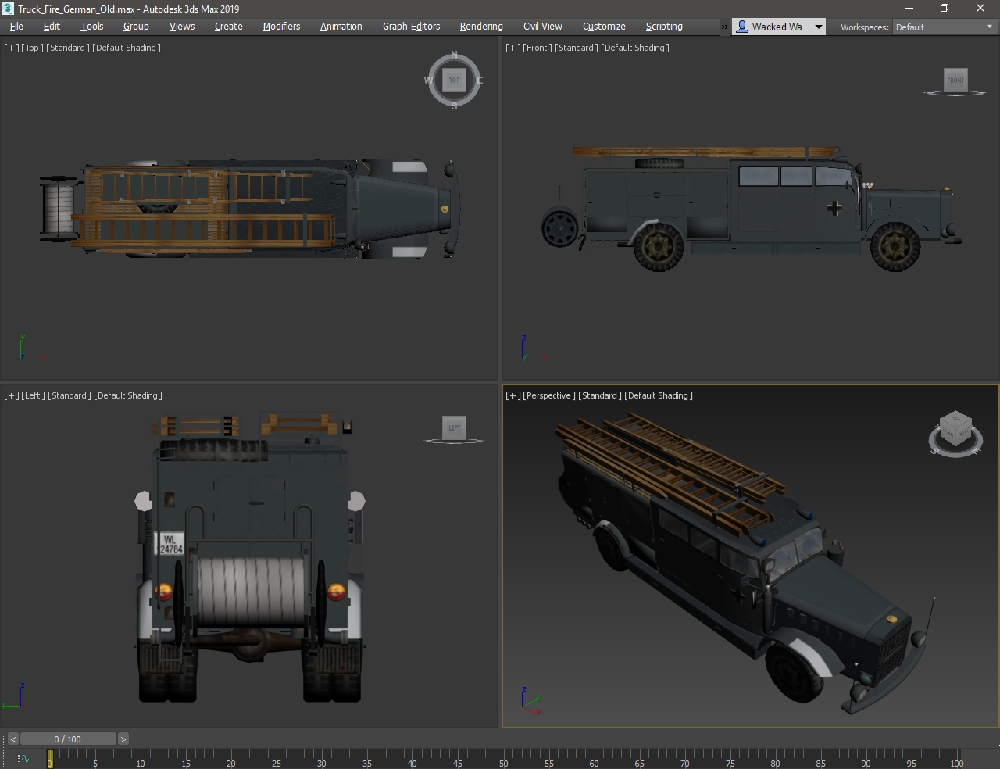 Truck_Fire_German_Old.max - Autodesk 3ds Max 2019
File Edit Tools Group Views Create Modifiers Animation Graph Editors Rendering Civil View Customize Scripting » Wacked Wa Workspaces: Default
[+] [Top] [Standard] [Default Shading]
[+] [Front] [Standard] [Default Shading]
N
W TOP E
S
FRONT
y
z
[+] [Left] [Standard] [Default Shading]
[+] [Perspective] [Standard] [Default Shading]
LEFT
WL
24764
z
z
< 0 / 100 >
0 5 10 15 20 25 30 35 40 45 50 55 60 65 70 75 80 85 90 95 100